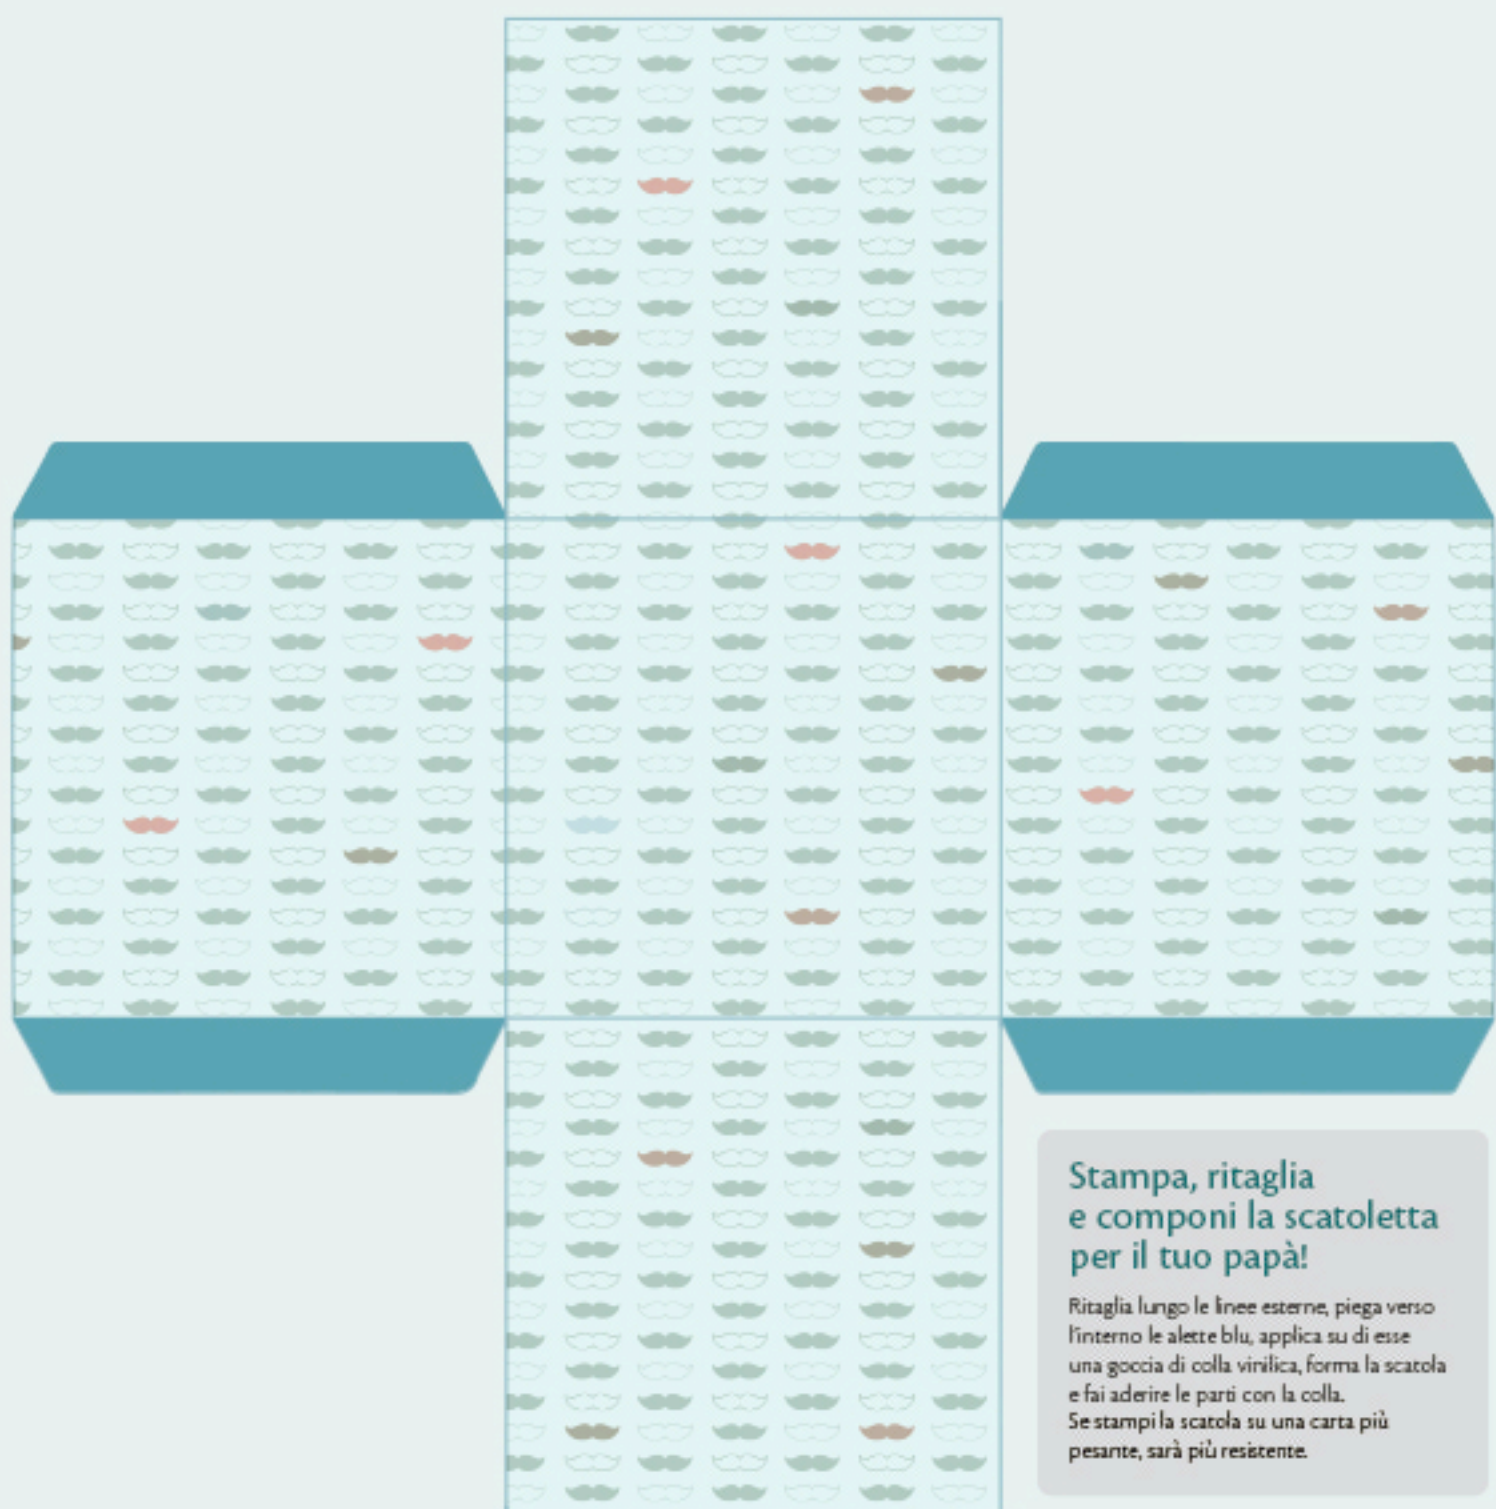 Stampa, ritaglia
e componi la scatoletta
per il tuo papà!
Ritaglia lungo le linee esterne, piega verso
l'interno le alette blu, applica su di esse
una goccia di colla vinilica, forma la scatola
e fai aderire le parti con la colla.
Se stampi la scatola su una carta più
pesante, sarà più resistente.